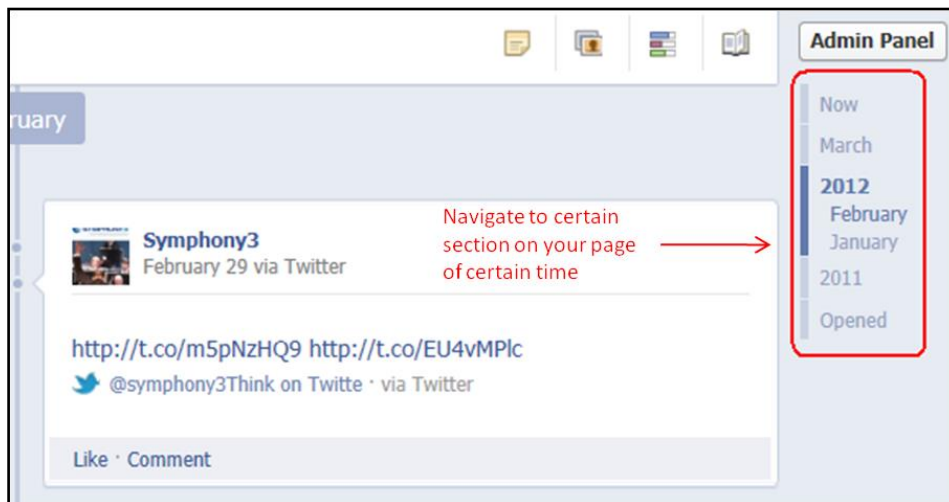 Admin Panel
Now
March
2012
February
January
2011
Opened
ruary
Symphony3
February 29 via Twitter
Navigate to certain
section on your page
of certain time
http://t.co/m5pNzHQ9 http://t.co/EU4vMPlc
@symphony3Think on Twitte · via Twitter
Like · Comment